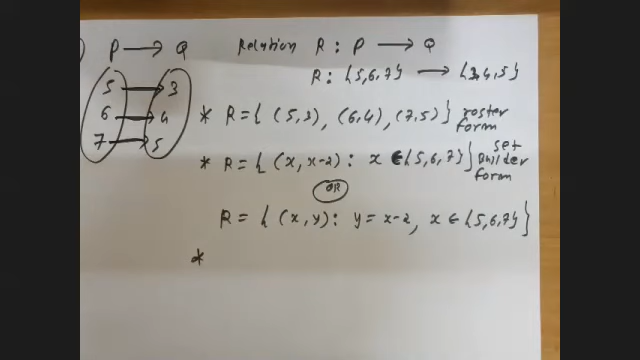 ) P → Q
5 → 3
6 → 4
7 → 5
Relation R : P → Q
R : {5,6,7} → {3,4,5}
* R = { (5,3), (6,4), (7,5) } roster form
* R = { (x, x-2) : x ∈ {5,6,7} } set builder form
OR
R = { (x, y) : y = x-2, x ∈ {5,6,7} }
*